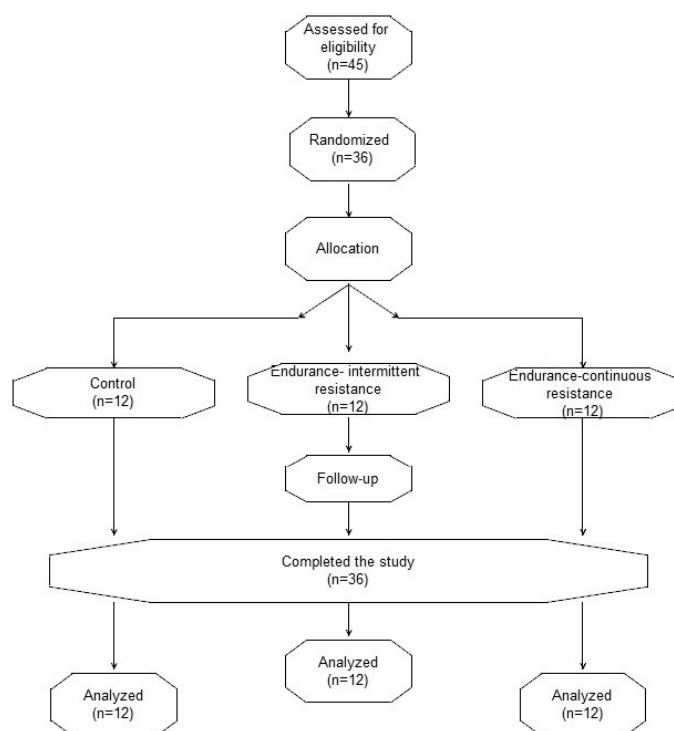 Assessed for
eligibility
(n=45)
Randomized
(n=36)
Allocation
Control
(n=12)
Endurance- intermittent
resistance
(n=12)
Endurance-continuous
resistance
(n=12)
Follow-up
Completed the study
(n=36)
Analyzed
(n=12)
Analyzed
(n=12)
Analyzed
(n=12)